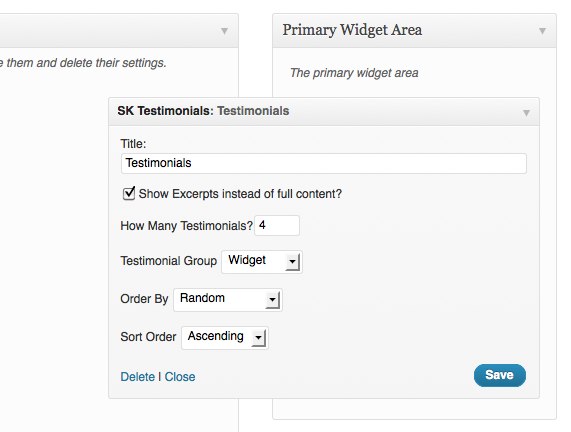 Primary Widget Area
e them and delete their settings.
The primary widget area
SK Testimonials: Testimonials
Title:
Testimonials
Show Excerpts instead of full content?
How Many Testimonials? 4
Testimonial Group Widget
Order By Random
Sort Order Ascending
Delete | Close
Save